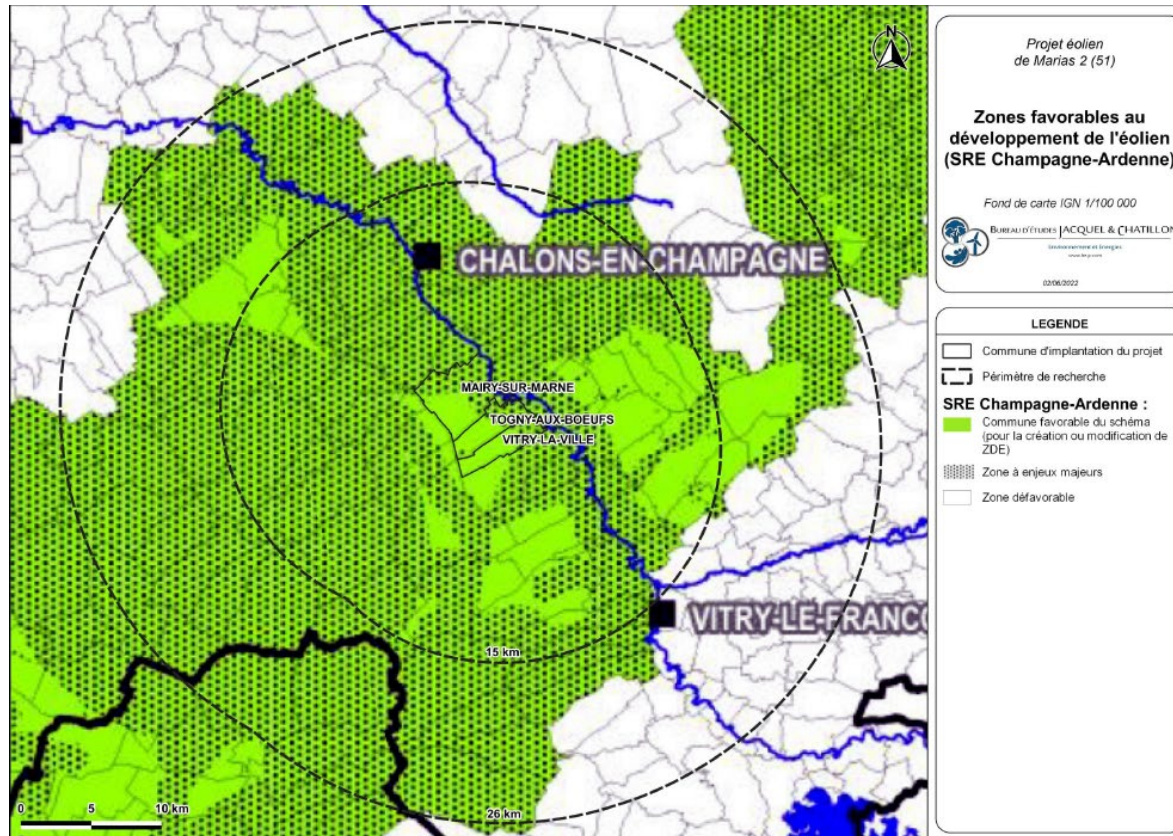 N
CHALONS-EN-CHAMPAGNE
MAIRY-SUR-MARNE
TOGNY-AUX-BOEUFS
VITRY-LA-VILLE
VITRY-LE-FRANCO
15 km
26 km
0 5 10 km
Projet éolien
de Marias 2 (51)
Zones favorables au
développement de l'éolien
(SRE Champagne-Ardenne)
Fond de carte IGN 1/100 000
BUREAU D'ÉTUDES JACQUEL & CHATILLON
Environnement et Énergies
02/06/2022
LEGENDE
Commune d'implantation du projet
Périmètre de recherche
SRE Champagne-Ardenne :
Commune favorable du schéma
(pour la création ou modification de
ZDE)
Zone à enjeux majeurs
Zone défavorable